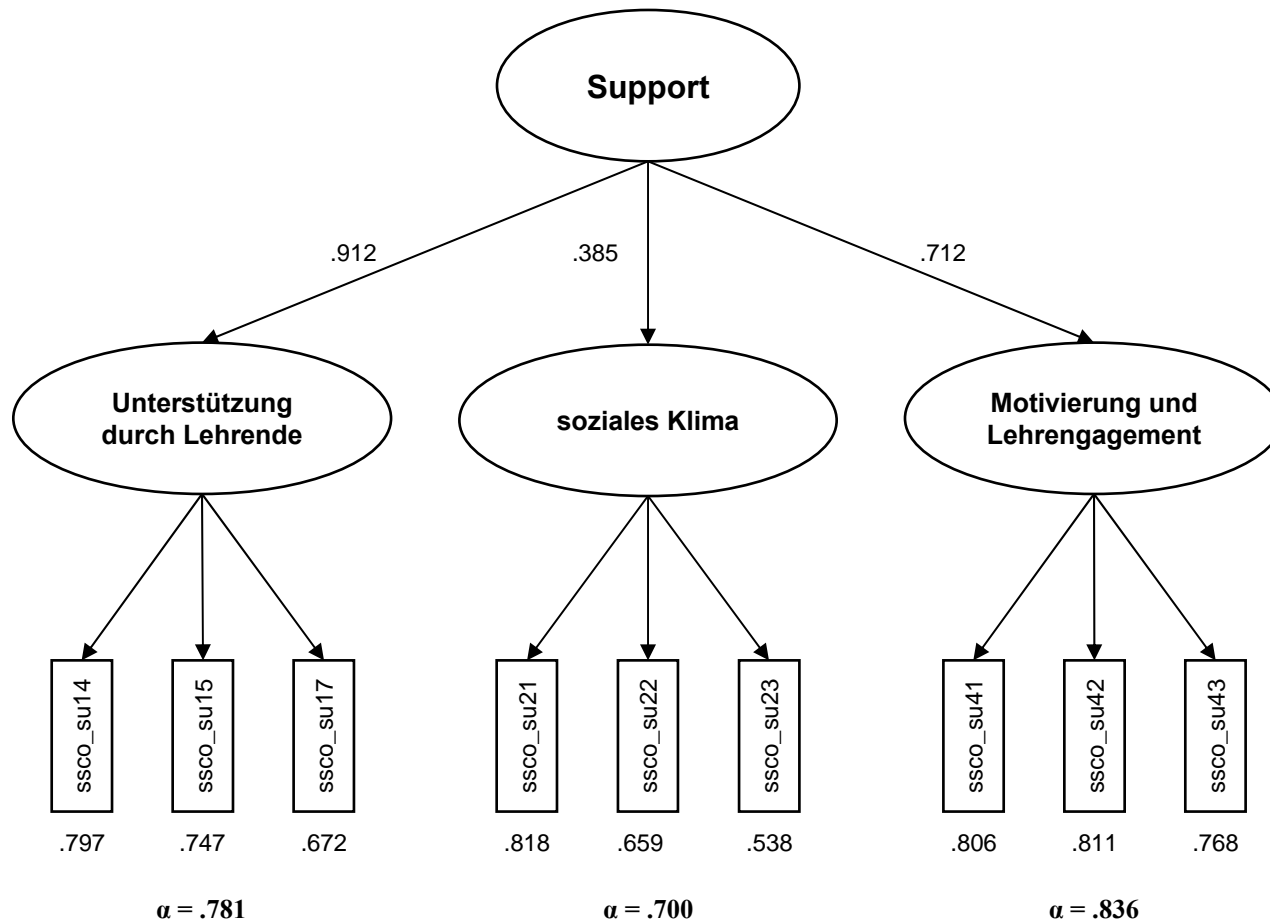 Support
.912
.385
.712
Unterstützung
durch Lehrende
soziales Klima
Motivierung und
Lehrengagement
ssco_su14
ssco_su15
ssco_su17
ssco_su21
ssco_su22
ssco_su23
ssco_su41
ssco_su42
ssco_su43
.797
.747
.672
.818
.659
.538
.806
.811
.768
α = .781
α = .700
α = .836